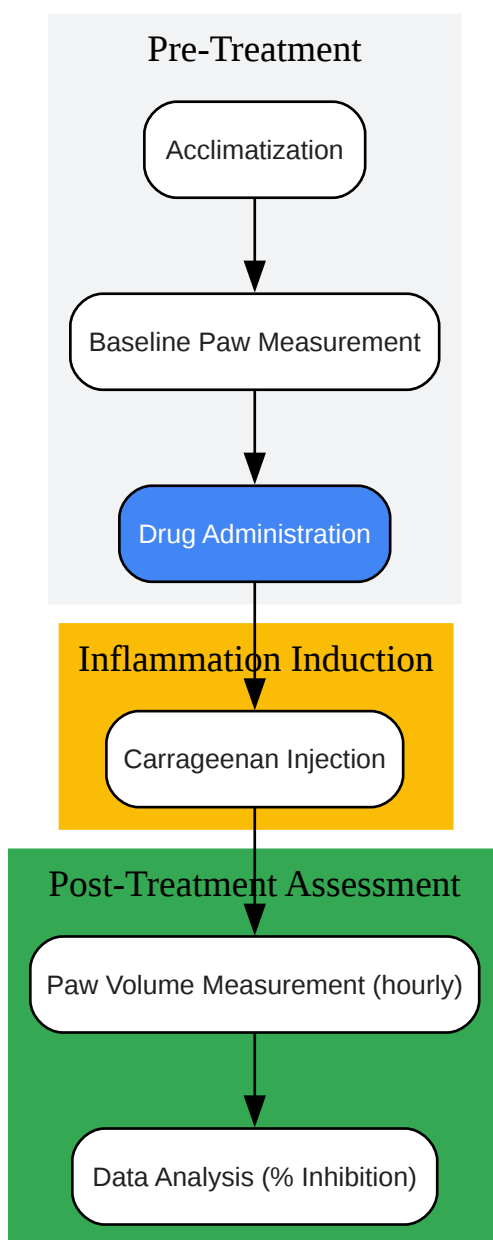 Pre-Treatment
Acclimatization
Baseline Paw Measurement
Drug Administration
Inflammation Induction
Carrageenan Injection
Post-Treatment Assessment
Paw Volume Measurement (hourly)
Data Analysis (% Inhibition)